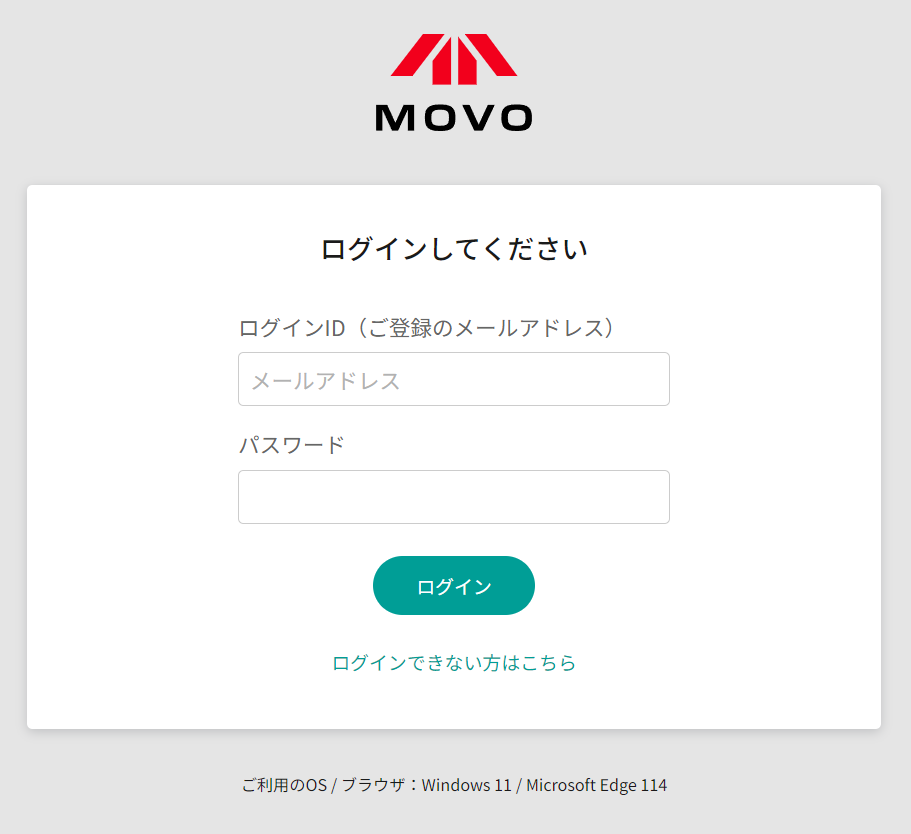 MOVO
ログインしてください
ログインID（ご登録のメールアドレス）
メールアドレス
パスワード
ログイン
ログインできない方はこちら
ご利用のOS / ブラウザ：Windows 11 / Microsoft Edge 114